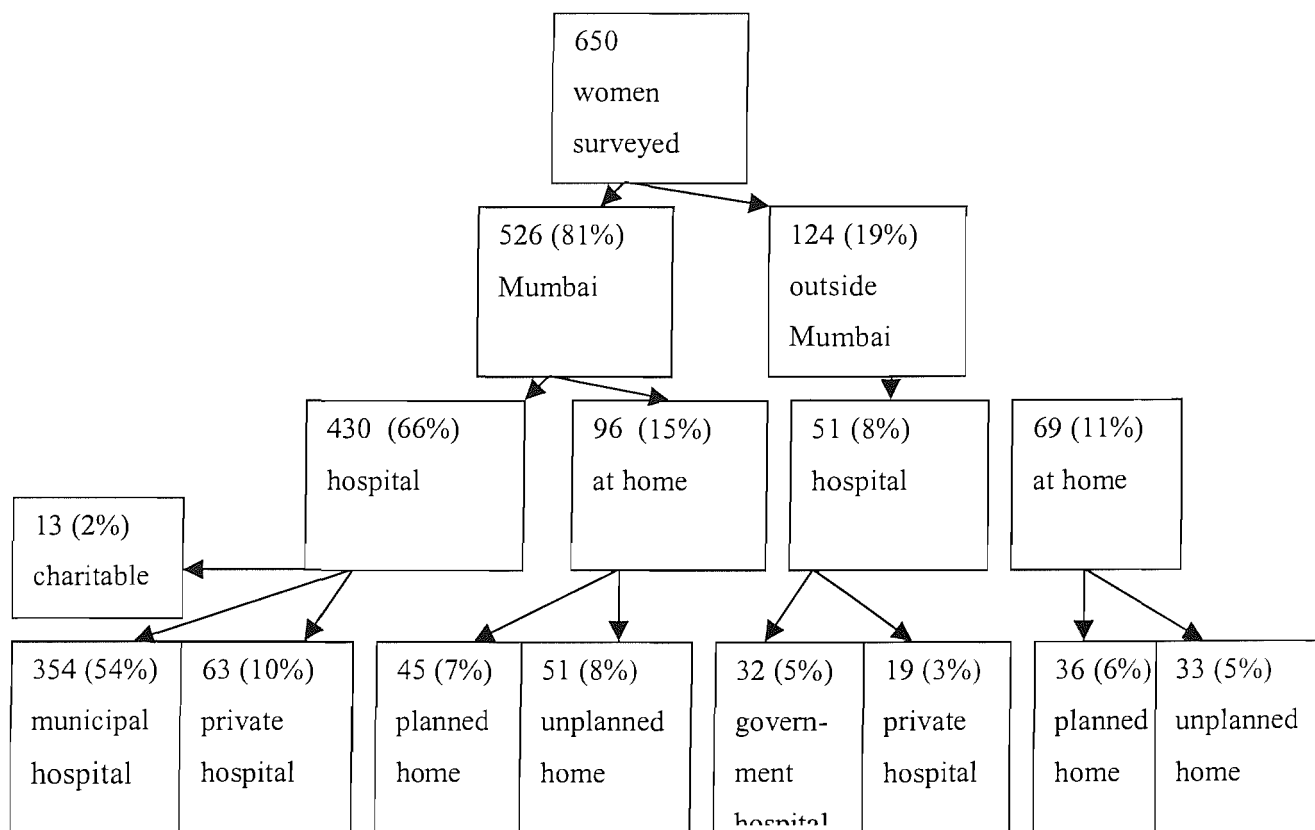 650
women
surveyed
526 (81%)
Mumbai
124 (19%)
outside
Mumbai
430 (66%)
hospital
96 (15%)
at home
51 (8%)
hospital
69 (11%)
at home
13 (2%)
charitable
354 (54%)
municipal
hospital
63 (10%)
private
hospital
45 (7%)
planned
home
51 (8%)
unplanned
home
32 (5%)
govern-
ment
hospital
19 (3%)
private
hospital
36 (6%)
planned
home
33 (5%)
unplanned
home